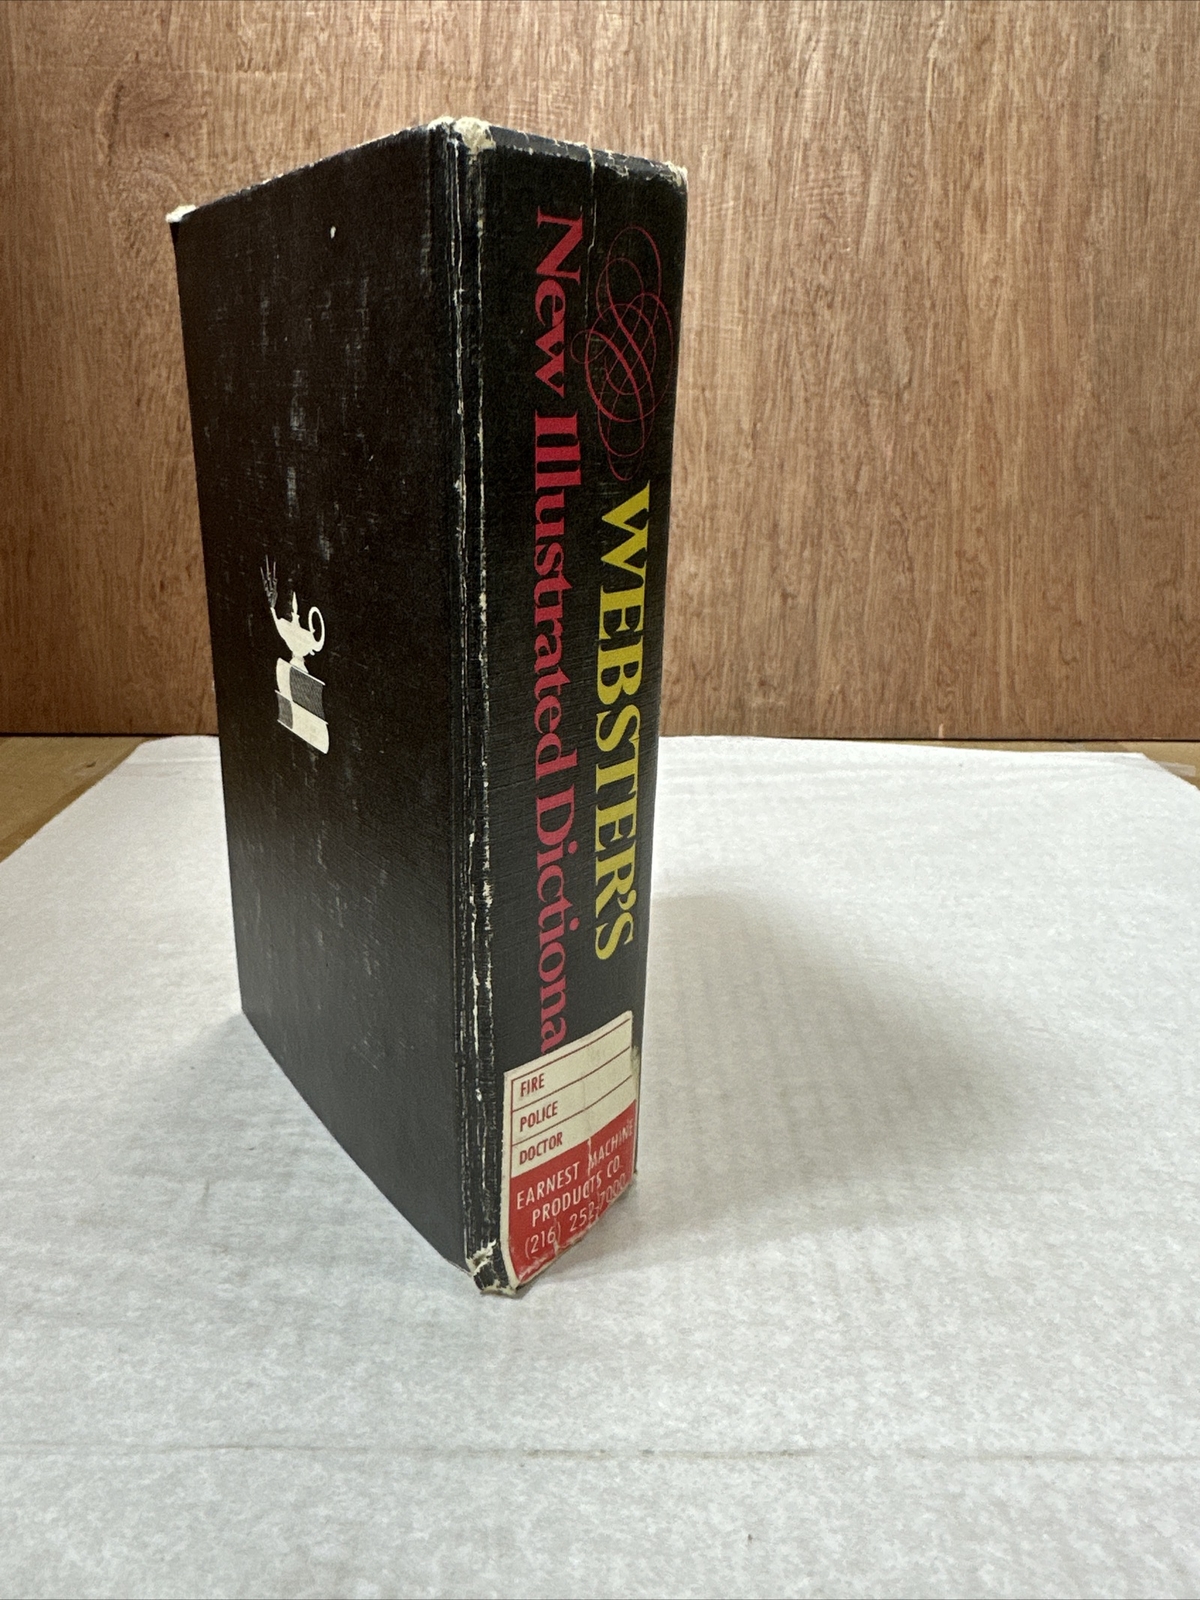 WEBSTER'S
New Illustrated Dictiona
FIRE
POLICE
DOCTOR
EARNEST MACHINE
PRODUCTS CO.
(216) 252-7000